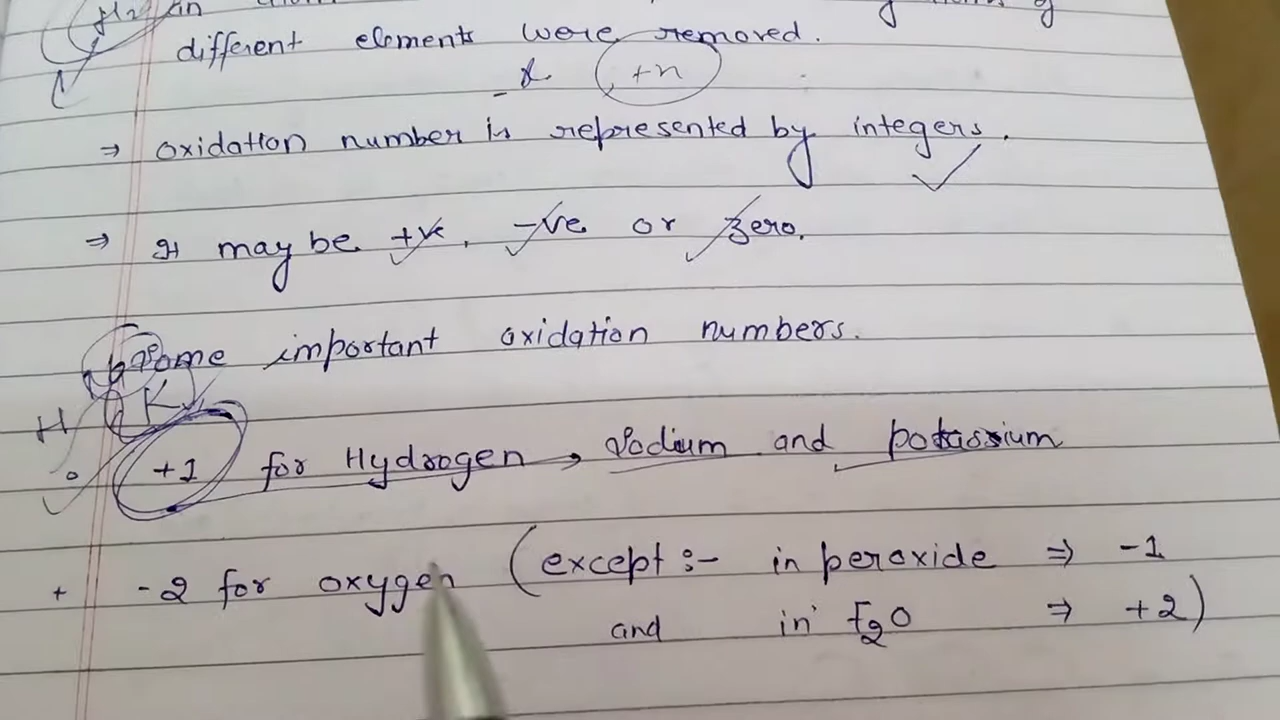 different elements were removed.
+n
⇒ oxidation number is represented by integers.
⇒ It may be +ve, -ve or zero.
Some important oxidation numbers.
H K
+1 for Hydrogen, Sodium and potassium
-2 for oxygen (except :- in peroxide ⇒ -1
and in F₂O ⇒ +2)